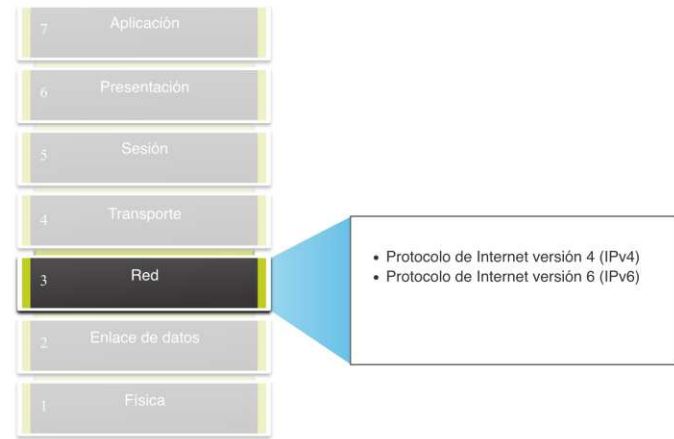 7 Aplicación
6 Presentación
5 Sesión
4 Transporte
3 Red
• Protocolo de Internet versión 4 (IPv4)
• Protocolo de Internet versión 6 (IPv6)
2 Enlace de datos
1 Física